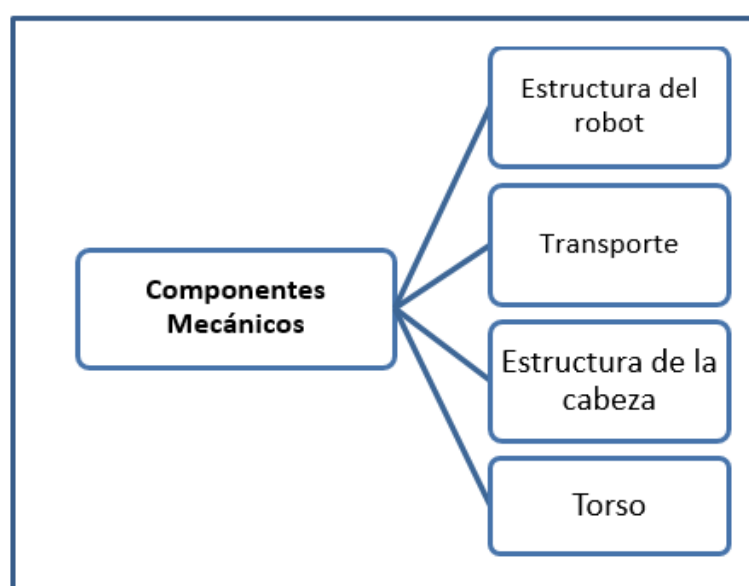 Estructura del
robot
Transporte
Componentes
Mecánicos
Estructura de la
cabeza
Torso